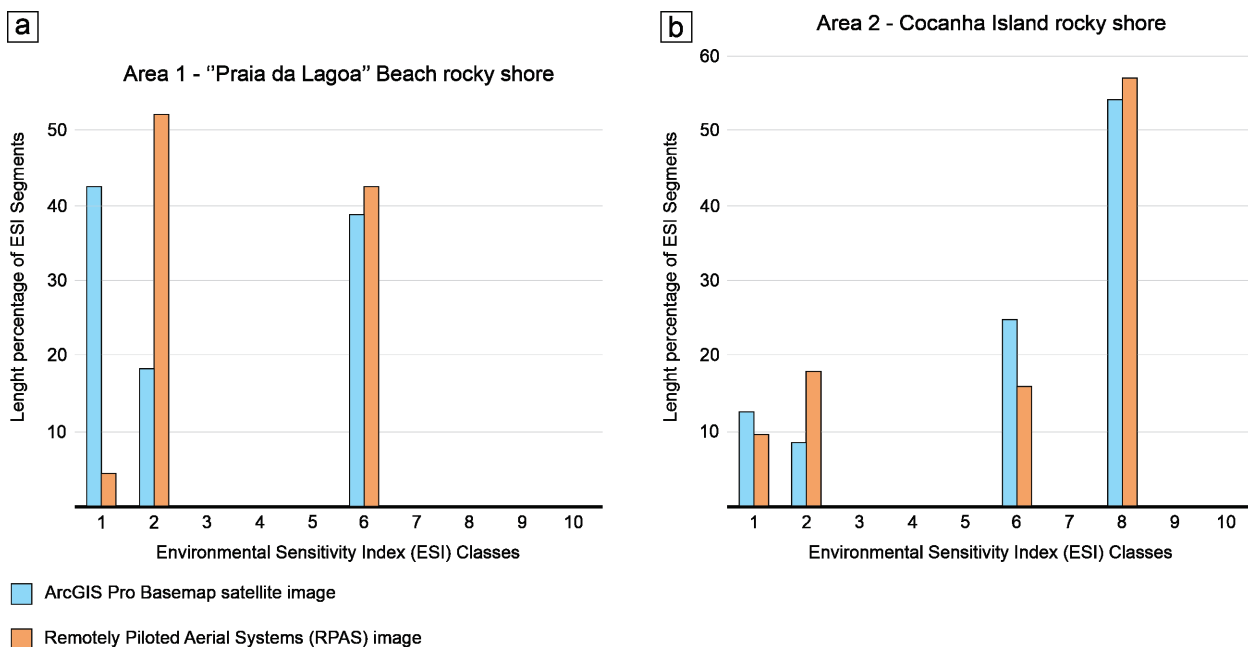 a
Area 1 - ‘’Praia da Lagoa” Beach rocky shore
Lenght percentage of ESI Segments
50
40
30
20
10
1 2 3 4 5 6 7 8 9 10
Environmental Sensitivity Index (ESI) Classes
b
Area 2 - Cocanha Island rocky shore
Lenght percentage of ESI Segments
60
50
40
30
20
10
1 2 3 4 5 6 7 8 9 10
Environmental Sensitivity Index (ESI) Classes
ArcGIS Pro Basemap satellite image
Remotely Piloted Aerial Systems (RPAS) image